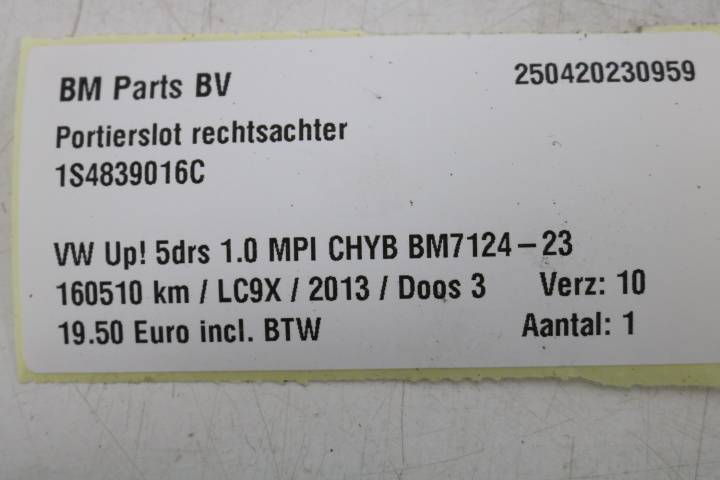 BM Parts BV 250420230959
Portierslot rechtsachter
1S4839016C
VW Up! 5drs 1.0 MPI CHYB BM7124-23
160510 km / LC9X / 2013 / Doos 3 Verz: 10
19.50 Euro incl. BTW Aantal: 1